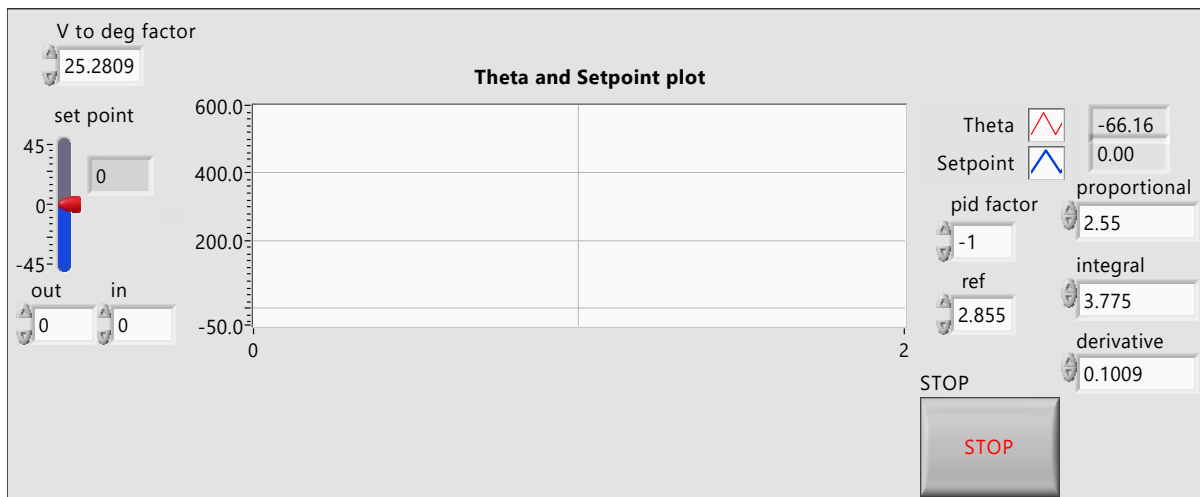 V to deg factor
25.2809
set point
45
0
-45
0
out
in
0
0
Theta and Setpoint plot
600.0
400.0
200.0
-50.0
0
2
Theta
-66.16
Setpoint
0.00
pid factor
-1
ref
2.855
proportional
2.55
integral
3.775
derivative
0.1009
STOP
STOP